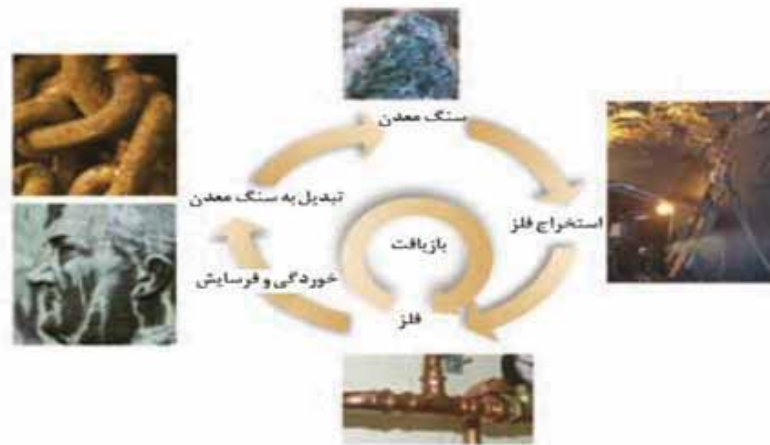 سنگ معدن
استخراج فلز
فلز
خوردگی و فرسایش
تبدیل به سنگ معدن
بازیافت